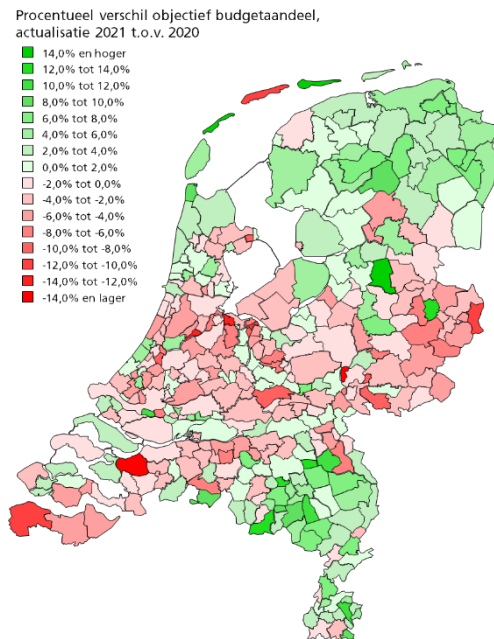 Procentueel verschil objectief budgetaandeel,
actualisatie 2021 t.o.v. 2020
14,0% en hoger
12,0% tot 14,0%
10,0% tot 12,0%
8,0% tot 10,0%
6,0% tot 8,0%
4,0% tot 6,0%
2,0% tot 4,0%
0,0% tot 2,0%
-2,0% tot 0,0%
-4,0% tot -2,0%
-6,0% tot -4,0%
-8,0% tot -6,0%
-10,0% tot -8,0%
-12,0% tot -10,0%
-14,0% tot -12,0%
-14,0% en lager